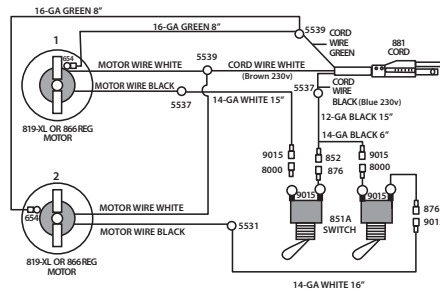 16-GA GREEN 8"
16-GA GREEN 8"
5539
CORD
WIRE
GREEN
881
CORD
1
654
5539
MOTOR WIRE WHITE
CORD WIRE WHITE
(Brown 230v)
MOTOR WIRE BLACK
5537
14-GA WHITE 15"
5537
CORD
WIRE
BLACK (Blue 230v)
12-GA BLACK 15"
14-GA BLACK 6"
819-XL OR 866 REG
MOTOR
9015
8000
852
876
9015
8000
9015
9015
851A
SWITCH
876
901
2
654
MOTOR WIRE WHITE
MOTOR WIRE BLACK
5531
819-XL OR 866 REG
MOTOR
14-GA WHITE 16"